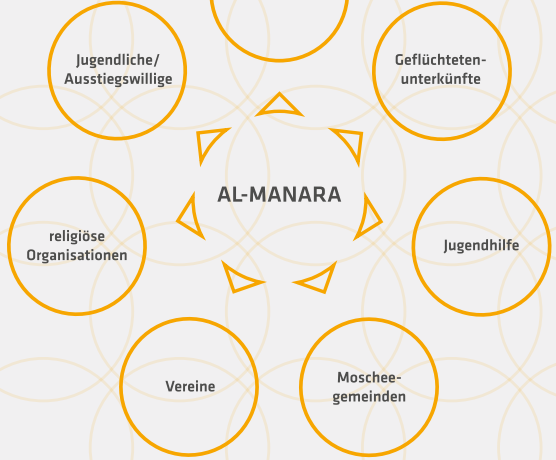 Jugendliche/
Ausstiegswillige
Geflüchteten-
unterkünfte
AL-MANARA
religiöse
Organisationen
Jugendhilfe
Vereine
Moschee-
gemeinden